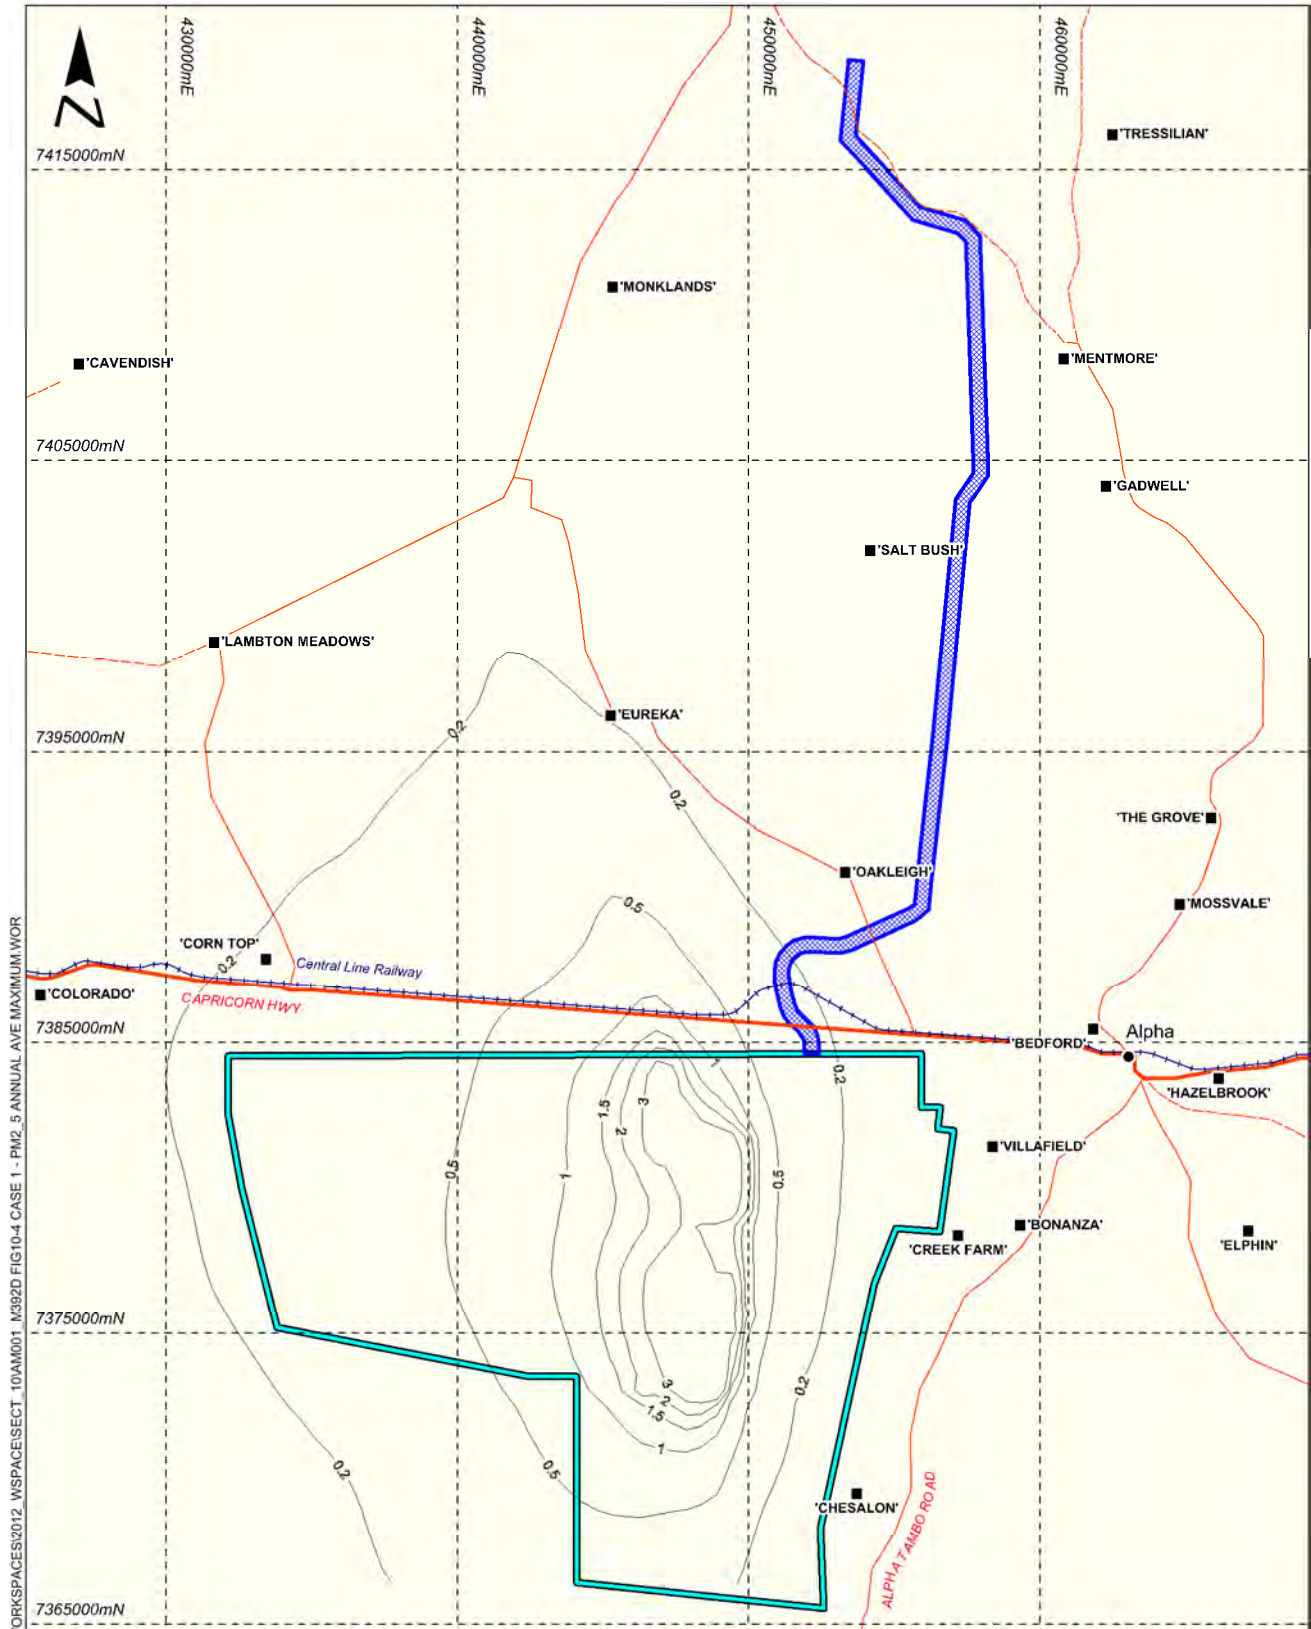 430000mE
440000mE
450000mE
460000mE
N
'TRESSILIAN'
7415000mN
'MONKLANDS'
'CAVENDISH'
'MENTMORE'
7405000mN
'GADWELL'
'SALT BUSH'
'LAMBTON MEADOWS'
'EUREKA'
0.2
7395000mN
0.2
'THE GROVE'
'OAKLEIGH'
0.5
'MOSSVALE'
'CORN TOP'
0.2
Central Line Railway
'COLORADO'
CAPRICORN HWY
7385000mN
Alpha
'BEDFORD'
1
0.2
'HAZELBROOK'
1.5
3
2
'VILLAFIELD'
0.5
1
0.5
'BONANZA'
'CREEK FARM'
'ELPHIN'
7375000mN
3
2
0.2
1.5
1
0.2
0.5
'CHESALON'
ALPHA TAMBO ROAD
7365000mN
ORKSPACES\2012_WSPACE\SECT_10\AM001_M392D FIG10-4 CASE 1 - PM2_5 ANNUAL AVE MAXIMUM.WOR